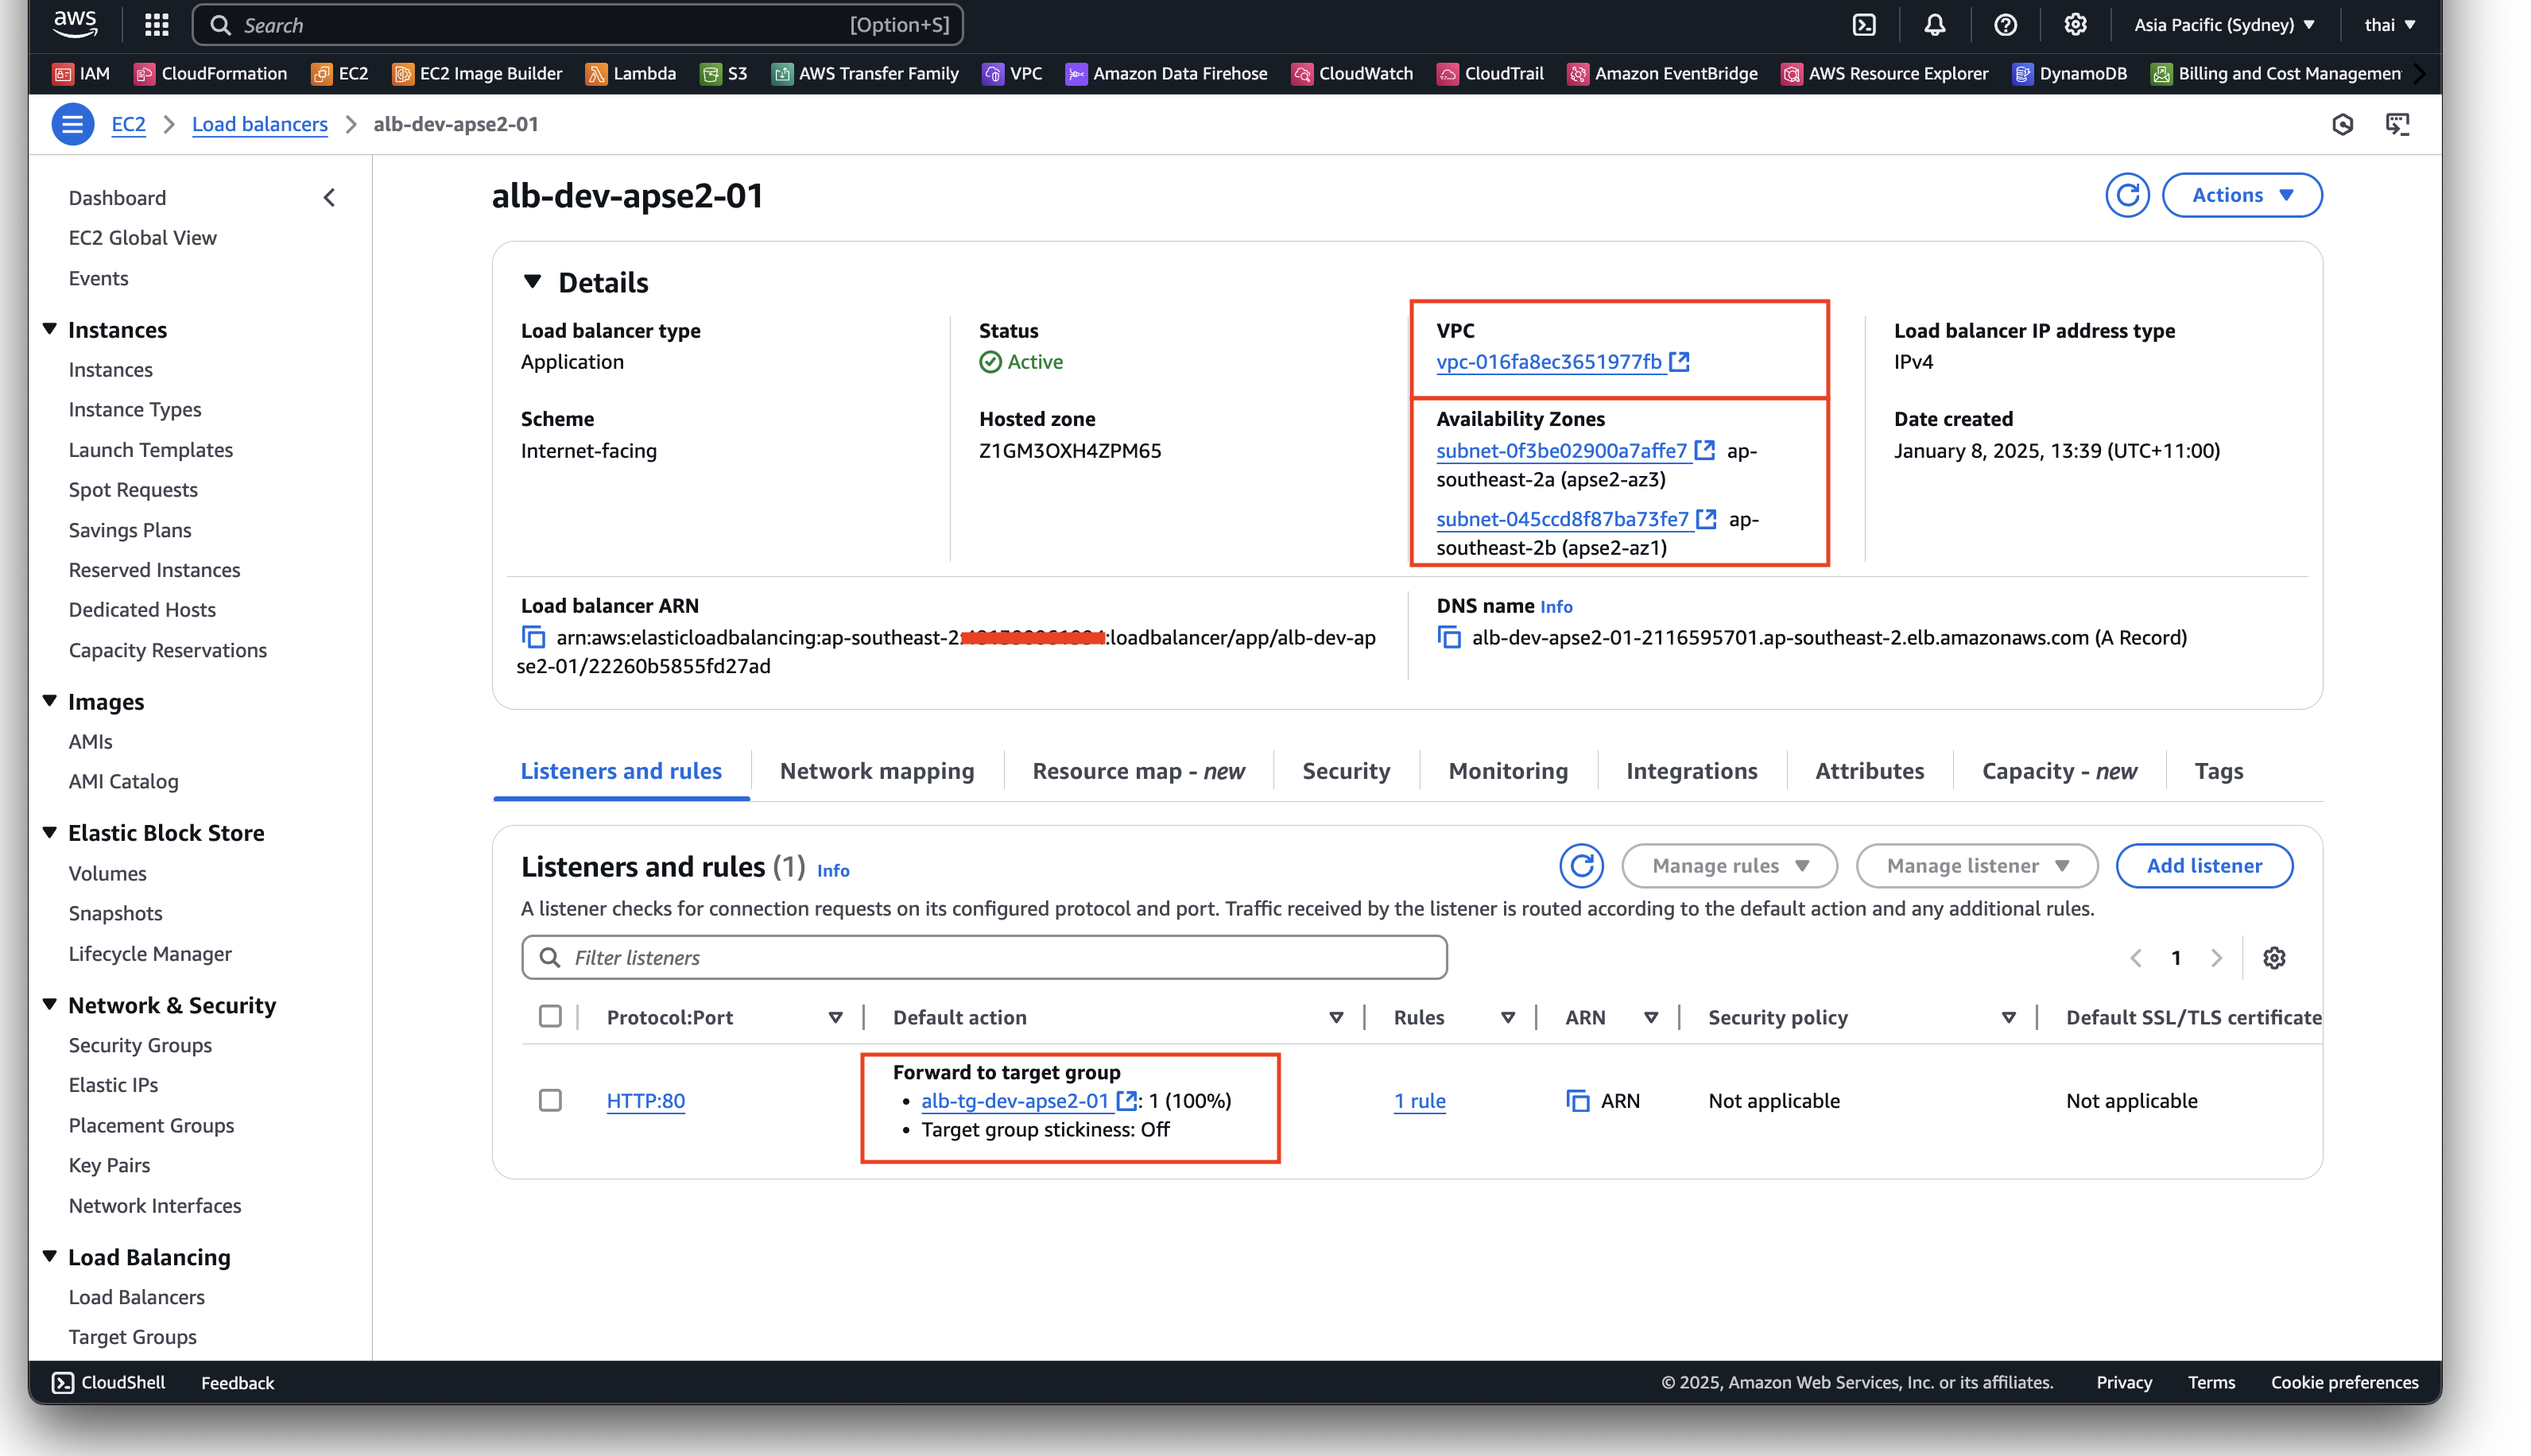 aws
Search [Option+S]
Asia Pacific (Sydney)
thai
IAM CloudFormation EC2 EC2 Image Builder Lambda S3 AWS Transfer Family VPC Amazon Data Firehose CloudWatch CloudTrail Amazon EventBridge AWS Resource Explorer DynamoDB Billing and Cost Managemen
EC2 Load balancers alb-dev-apse2-01
Dashboard
EC2 Global View
Events
Instances
Instances
Instance Types
Launch Templates
Spot Requests
Savings Plans
Reserved Instances
Dedicated Hosts
Capacity Reservations
Images
AMIs
AMI Catalog
Elastic Block Store
Volumes
Snapshots
Lifecycle Manager
Network & Security
Security Groups
Elastic IPs
Placement Groups
Key Pairs
Network Interfaces
Load Balancing
Load Balancers
Target Groups
alb-dev-apse2-01
Actions
Details
Load balancer type
Application
Scheme
Internet-facing
Status
Active
Hosted zone
Z1GM3OXH4ZPM65
VPC
vpc-016fa8ec3651977fb
Availability Zones
subnet-0f3be02900a7affe7 ap-
southeast-2a (apse2-az3)
subnet-045ccd8f87ba73fe7 ap-
southeast-2b (apse2-az1)
Load balancer IP address type
IPv4
Date created
January 8, 2025, 13:39 (UTC+11:00)
Load balancer ARN
arn:aws:elasticloadbalancing:ap-southeast-2: :loadbalancer/app/alb-dev-ap
se2-01/22260b5855fd27ad
DNS name Info
alb-dev-apse2-01-2116595701.ap-southeast-2.elb.amazonaws.com (A Record)
Listeners and rules Network mapping Resource map - new Security Monitoring Integrations Attributes Capacity - new Tags
Listeners and rules (1) Info
Manage rules Manage listener Add listener
A listener checks for connection requests on its configured protocol and port. Traffic received by the listener is routed according to the default action and any additional rules.
Filter listeners
1
Protocol:Port Default action Rules ARN Security policy Default SSL/TLS certificate
HTTP:80
Forward to target group
• alb-tg-dev-apse2-01 : 1 (100%)
• Target group stickiness: Off
1 rule
ARN
Not applicable
Not applicable
CloudShell Feedback
© 2025, Amazon Web Services, Inc. or its affiliates. Privacy Terms Cookie preferences